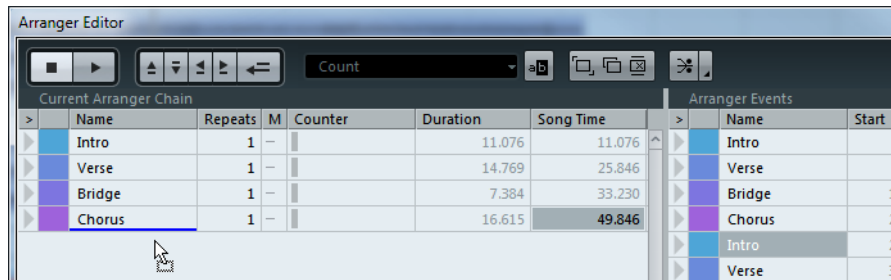 Arranger Editor
Count
ab
Current Arranger Chain
Arranger Events
> Name Repeats M Counter Duration Song Time > Name Start
Intro 1 – 11.076 11.076 Intro
Verse 1 – 14.769 25.846 Verse
Bridge 1 – 7.384 33.230 Bridge
Chorus 1 – 16.615 49.846 Chorus
Intro
Verse